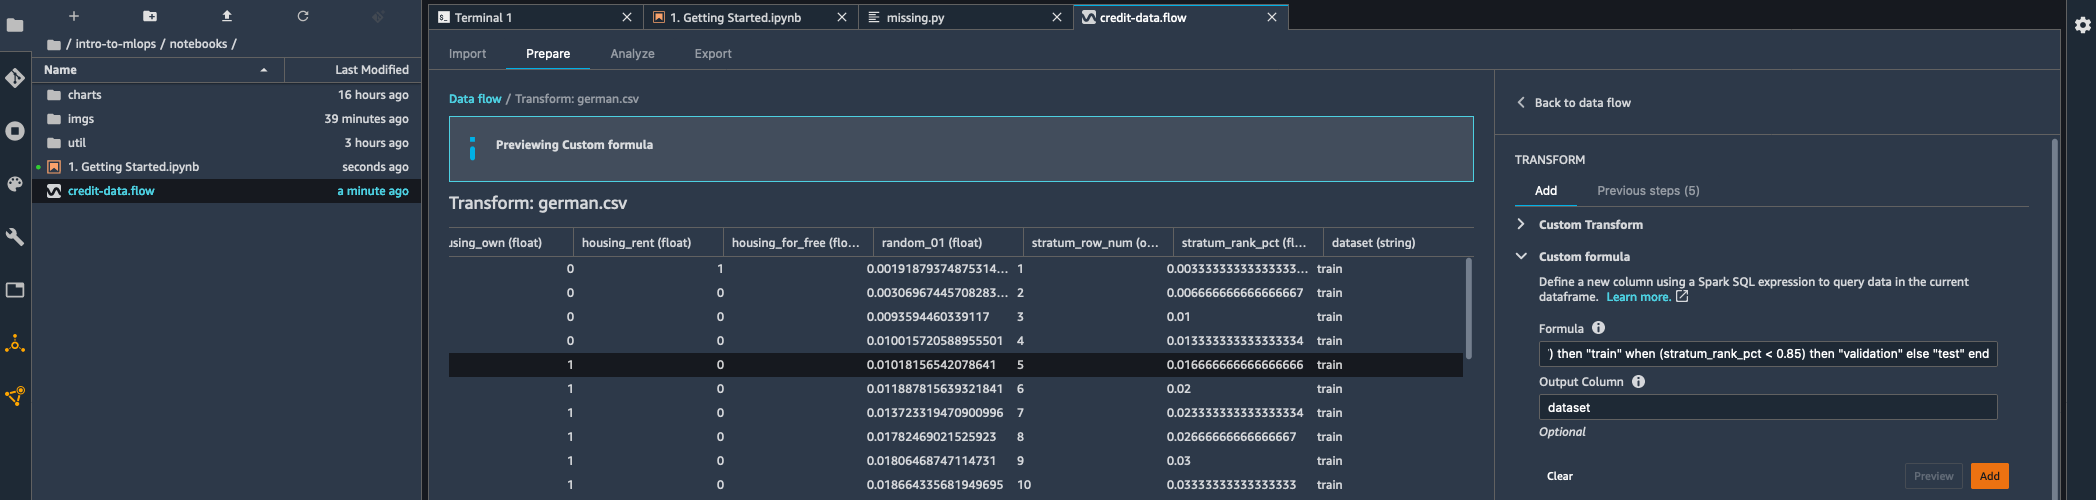 Terminal 1
1. Getting Started.ipynb
missing.py
credit-data.flow
/ intro-to-mlops / notebooks /
Name Last Modified
charts 16 hours ago
imgs 39 minutes ago
util 3 hours ago
1. Getting Started.ipynb seconds ago
credit-data.flow a minute ago
Import Prepare Analyze Export
Data flow / Transform: german.csv
Previewing Custom formula
Transform: german.csv
using_own (float) housing_rent (float) housing_for_free (flo... random_01 (float) stratum_row_num (o... stratum_rank_pct (fl... dataset (string)
0 1 0.00191879374875314... 1 0.00333333333333333... train
0 0 0.00306967445708283... 2 0.006666666666666667 train
0 0 0.0093594460339117 3 0.01 train
0 0 0.010015720588955501 4 0.013333333333333334 train
1 0 0.01018156542078641 5 0.016666666666666666 train
1 0 0.011887815639321841 6 0.02 train
1 0 0.013723319470900996 7 0.023333333333333334 train
1 0 0.01782469021525923 8 0.02666666666666667 train
1 0 0.01806468747114731 9 0.03 train
1 0 0.018664335681949695 10 0.03333333333333333 train
Back to data flow
TRANSFORM
Add Previous steps (5)
Custom Transform
Custom formula
Define a new column using a Spark SQL expression to query data in the current
dataframe. Learn more.
Formula
') then "train" when (stratum_rank_pct < 0.85) then "validation" else "test" end
Output Column
dataset
Optional
Clear Preview Add